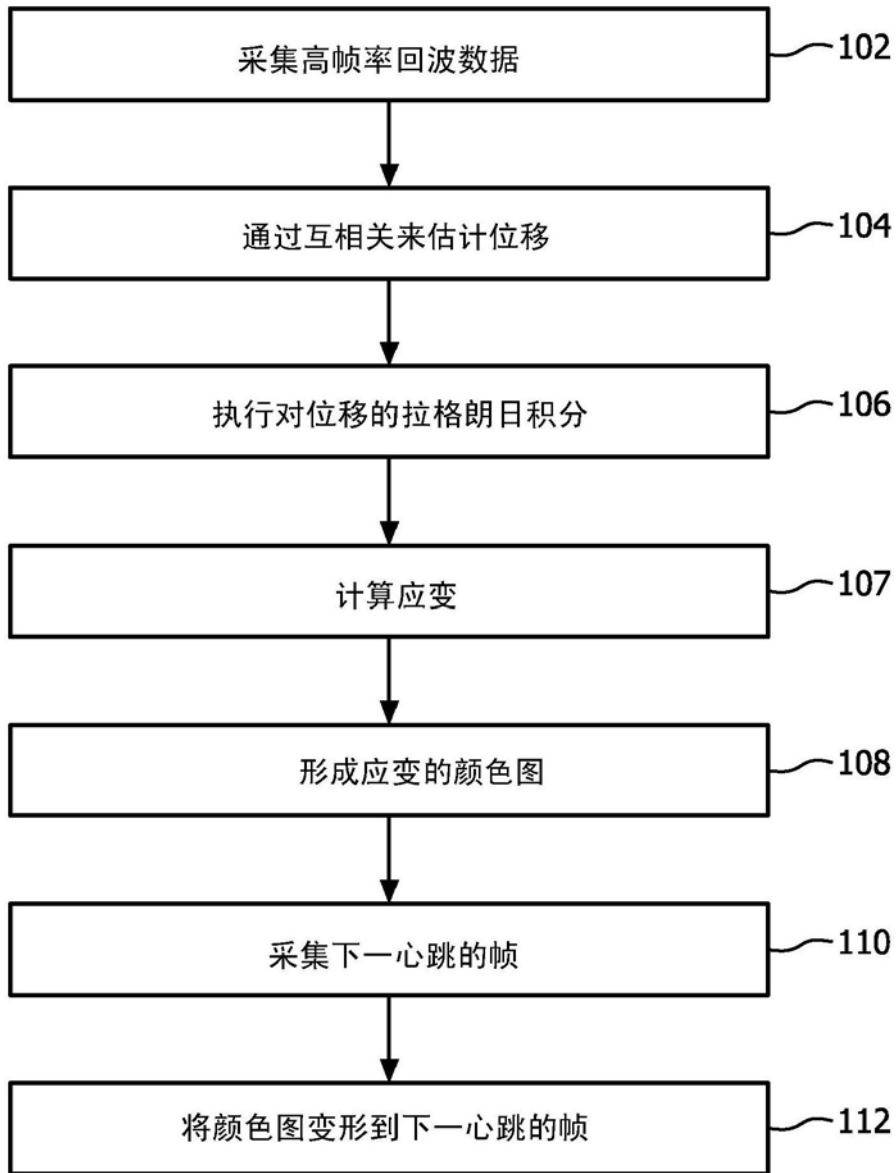 采集高帧率回波数据
102
通过互相关来估计位移
104
执行对位移的拉格朗日积分
106
计算应变
107
形成应变的颜色图
108
采集下一心跳的帧
110
将颜色图变形到下一心跳的帧
112